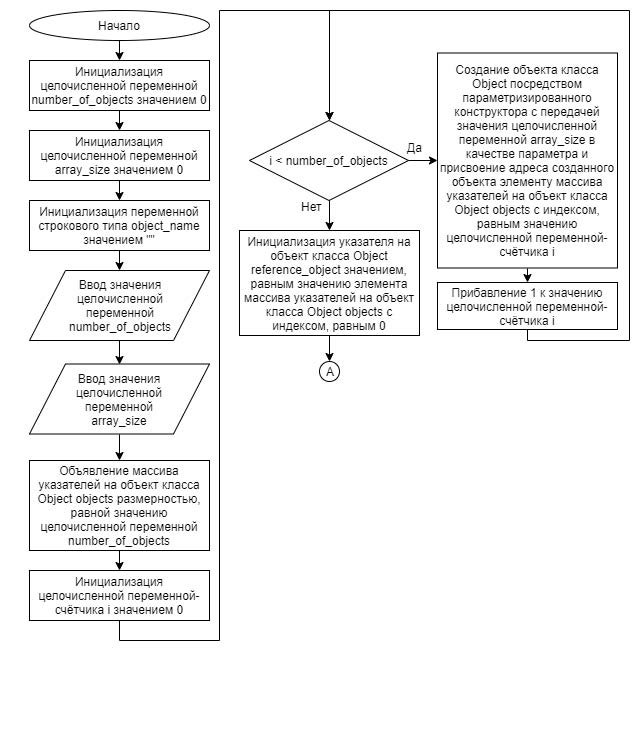 Начало
Инициализация
целочисленной переменной
number_of_objects значением 0
Инициализация
целочисленной переменной
array_size значением 0
Инициализация переменной
строкового типа object_name
значением ""
Ввод значения
целочисленной
переменной
number_of_objects
Ввод значения
целочисленной
переменной
array_size
Объявление массива
указателей на объект класса
Object objects размерностью,
равной значению
целочисленной переменной
number_of_objects
Инициализация
целочисленной переменной-
счётчика i значением 0
i < number_of_objects
Да
Нет
Создание объекта класса
Object посредством
параметризированного
конструктора с передачей
значения целочисленной
переменной array_size в
качестве параметра и
присвоение адреса созданного
объекта элементу массива
указателей на объект класса
Object objects с индексом,
равным значению
целочисленной переменной-
счётчика i
Прибавление 1 к значению
целочисленной переменной-
счётчика i
Инициализация указателя на
объект класса Object
reference_object значением,
равным значению элемента
массива указателей на объект
класса Object objects с
индексом, равным 0
A